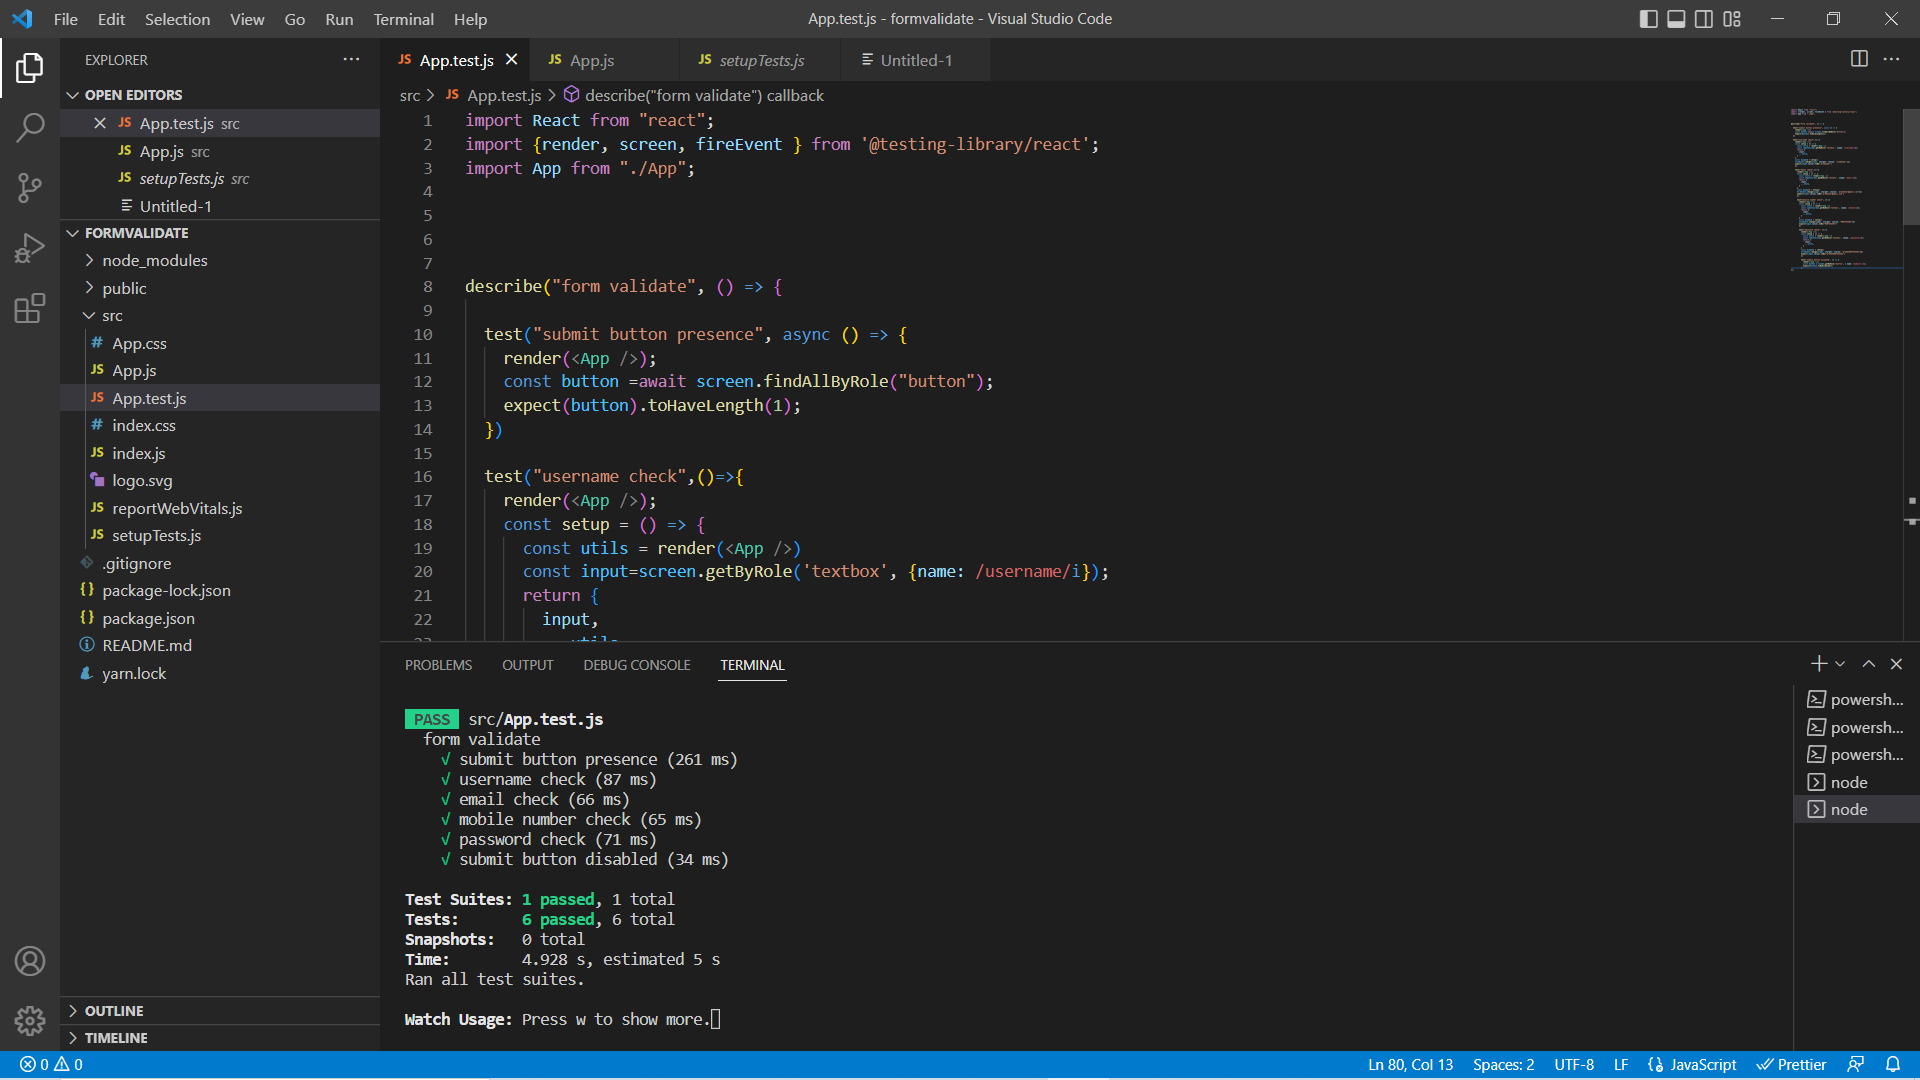 File Edit Selection View Go Run Terminal Help
App.test.js - formvalidate - Visual Studio Code
EXPLORER
OPEN EDITORS
JS App.test.js src
JS App.js src
JS setupTests.js src
Untitled-1
FORMVALIDATE
node_modules
public
src
# App.css
JS App.js
JS App.test.js
# index.css
JS index.js
logo.svg
JS reportWebVitals.js
JS setupTests.js
.gitignore
{} package-lock.json
{} package.json
README.md
yarn.lock
OUTLINE
TIMELINE
JS App.test.js
JS App.js
JS setupTests.js
Untitled-1
src > JS App.test.js > describe("form validate") callback
1 import React from "react";
2 import {render, screen, fireEvent } from '@testing-library/react';
3 import App from "./App";
4
5
6
7
8 describe("form validate", () => {
9
10 test("submit button presence", async () => {
11 render(<App />);
12 const button =await screen.findAllByRole("button");
13 expect(button).toHaveLength(1);
14 })
15
16 test("username check",()=>{
17 render(<App />);
18 const setup = () => {
19 const utils = render(<App />)
20 const input=screen.getByRole('textbox', {name: /username/i});
21 return {
22 input,
PROBLEMS OUTPUT DEBUG CONSOLE TERMINAL
PASS src/App.test.js
form validate
√ submit button presence (261 ms)
√ username check (87 ms)
√ email check (66 ms)
√ mobile number check (65 ms)
√ password check (71 ms)
√ submit button disabled (34 ms)
Test Suites: 1 passed, 1 total
Tests: 6 passed, 6 total
Snapshots: 0 total
Time: 4.928 s, estimated 5 s
Ran all test suites.
Watch Usage: Press w to show more.
powersh...
powersh...
powersh...
node
node
0 0
Ln 80, Col 13 Spaces: 2 UTF-8 LF {} JavaScript Prettier